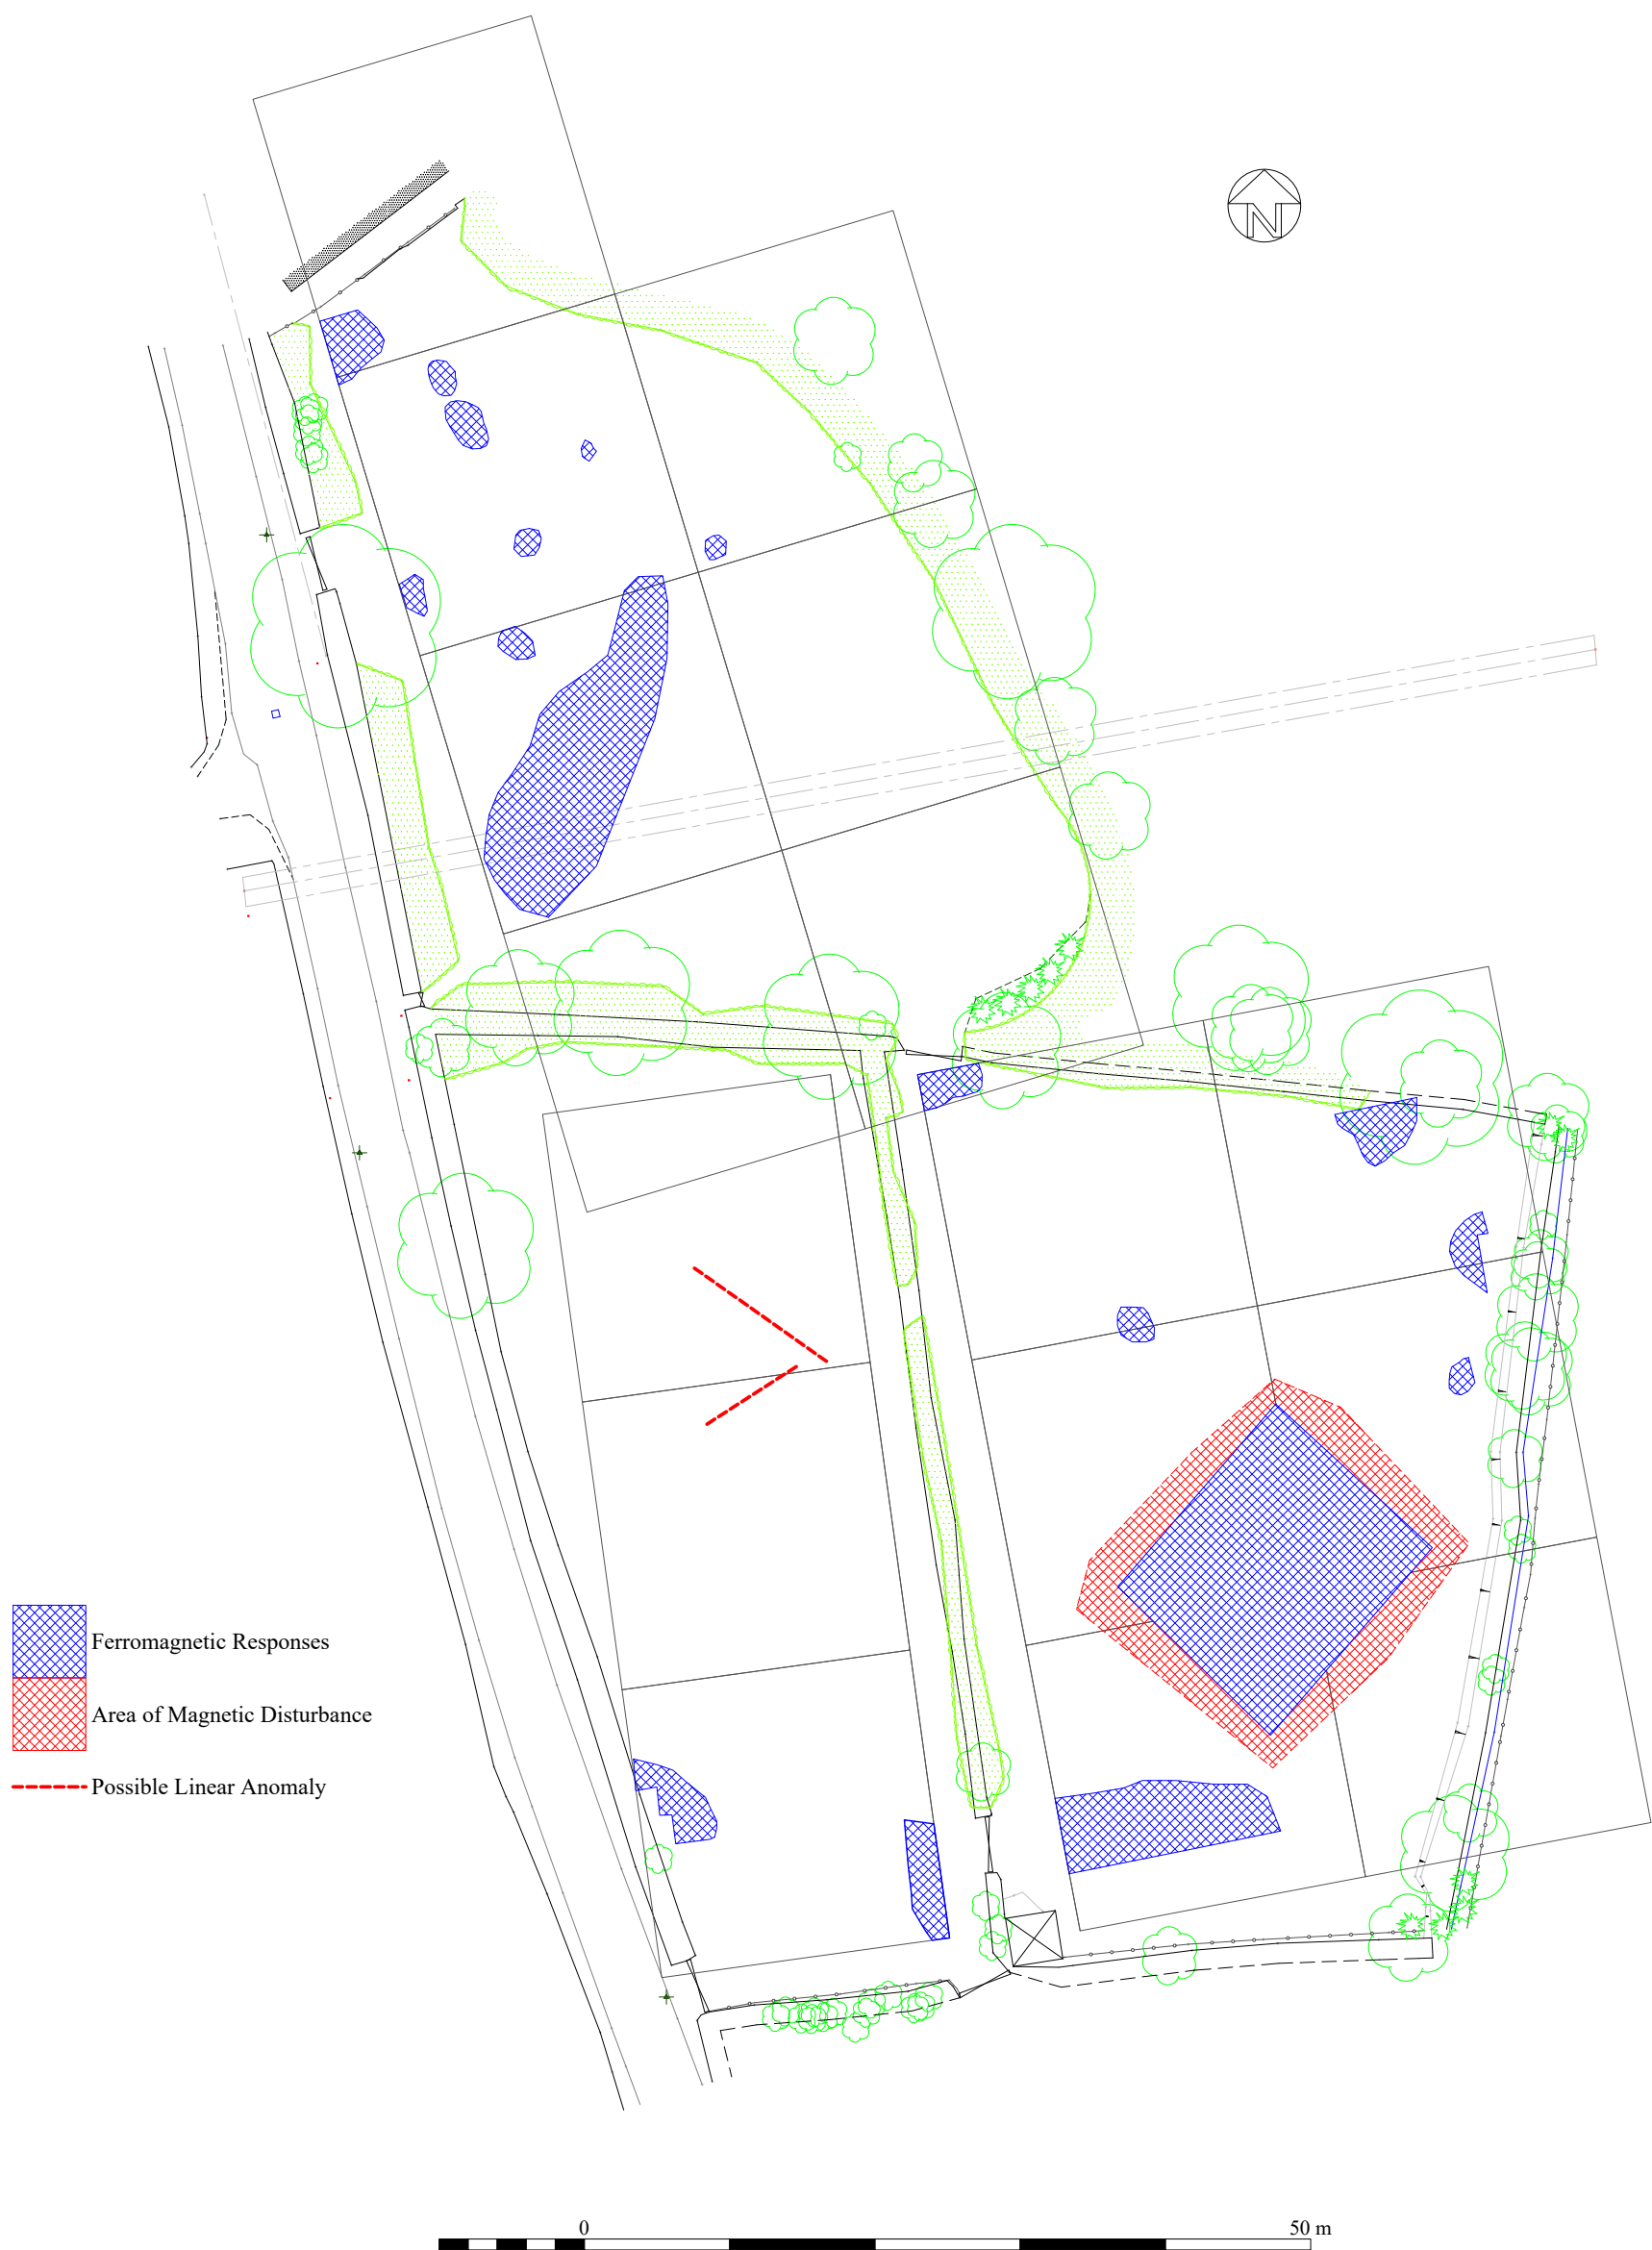 N
Ferromagnetic Responses
Area of Magnetic Disturbance
Possible Linear Anomaly
0 50 m